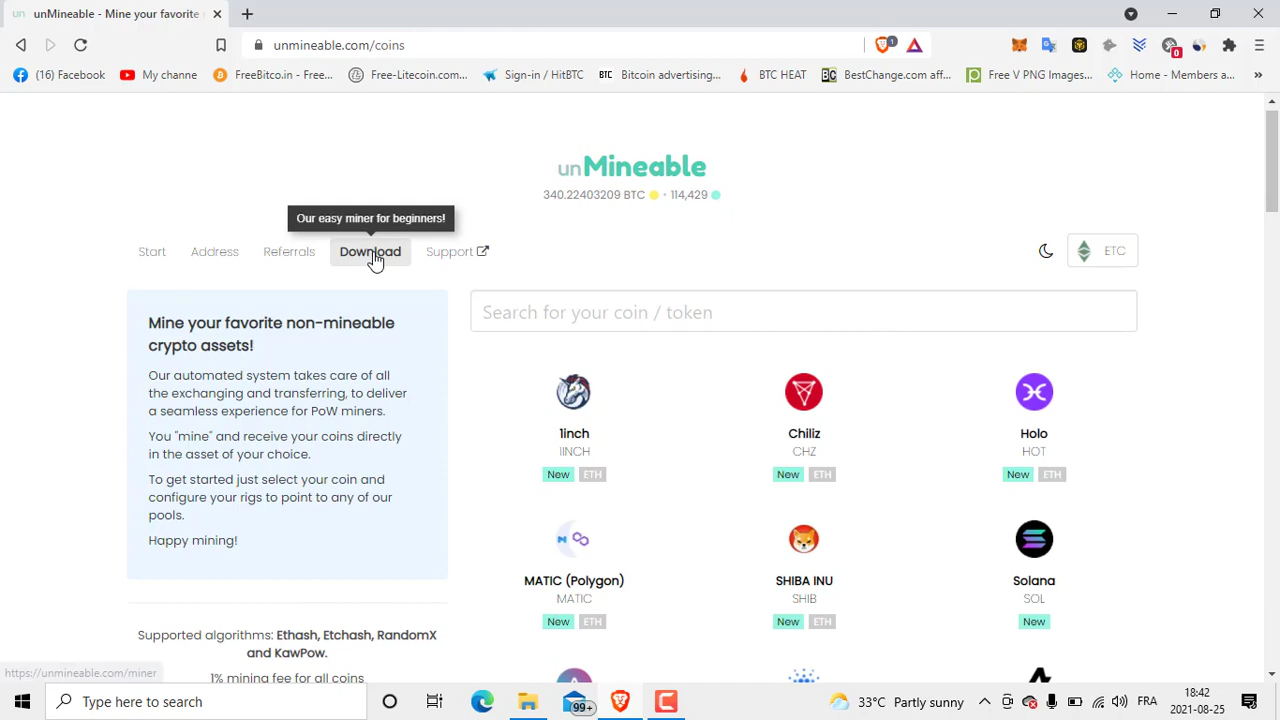 un unMineable - Mine your favorite
unmineable.com/coins
1
0
(16) Facebook
My channe
FreeBitco.in - Free...
Free-Litecoin.com...
Sign-in / HitBTC
BTC Bitcoin advertising...
BTC HEAT
BC BestChange.com aff...
Free V PNG Images...
Home - Members a...
unMineable
340.22403209 BTC • 114,429
Our easy miner for beginners!
Start
Address
Referrals
Download
Support
ETC
Mine your favorite non-mineable
crypto assets!
Our automated system takes care of all
the exchanging and transferring, to deliver
a seamless experience for PoW miners.
You "mine" and receive your coins directly
in the asset of your choice.
To get started just select your coin and
configure your rigs to point to any of our
pools.
Happy mining!
Supported algorithms: Ethash, Etchash, RandomX
and KawPow.
1% mining fee for all coins
Search for your coin / token
1inch
1INCH
New ETH
Chiliz
CHZ
New ETH
Holo
HOT
New ETH
MATIC (Polygon)
MATIC
New ETH
SHIBA INU
SHIB
New ETH
Solana
SOL
New
https://unmineable.com/miner
Type here to search
99+
33°C Partly sunny
FRA
18:42
2021-08-25